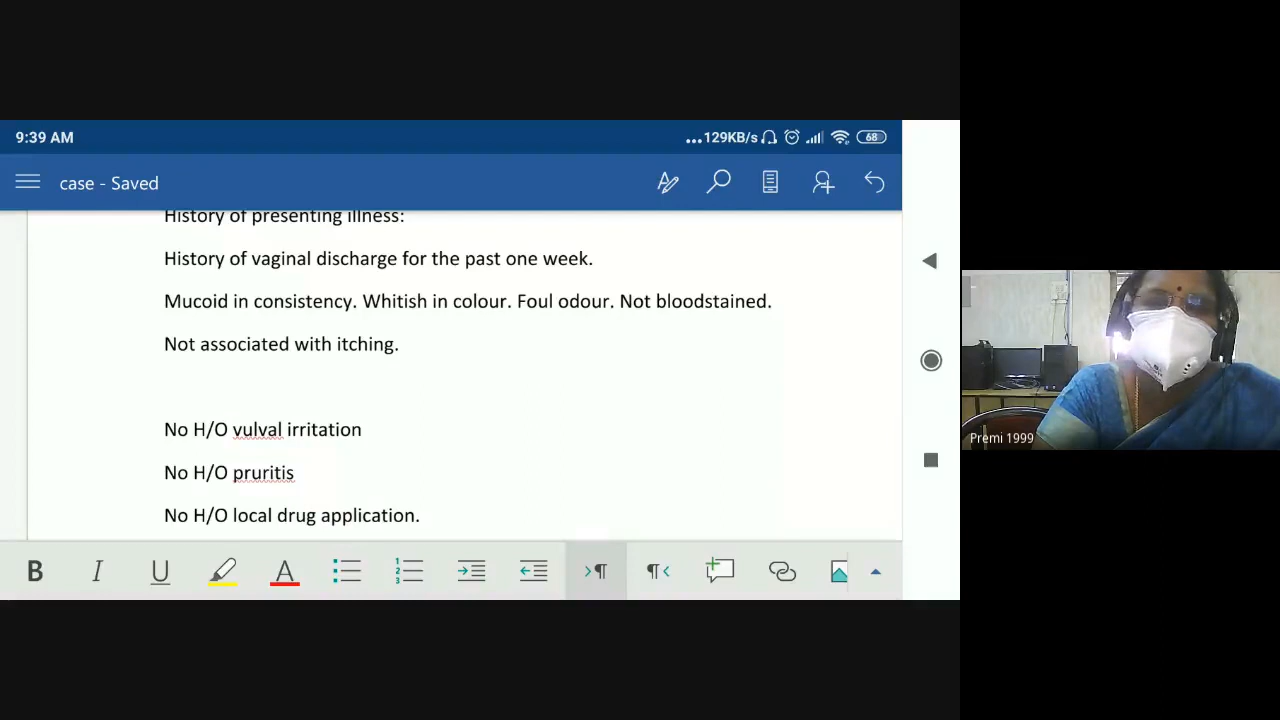 9:39 AM
...129KB/s
68
case - Saved
History of presenting illness:
History of vaginal discharge for the past one week.
Mucoid in consistency. Whitish in colour. Foul odour. Not bloodstained.
Not associated with itching.
No H/O vulval irritation
No H/O pruritis
No H/O local drug application.
B I U A
Premi 1999